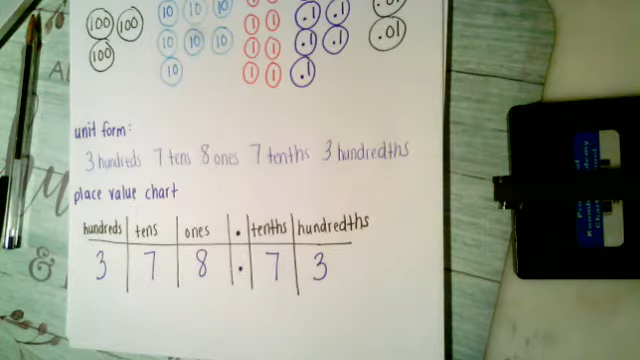 100 100
100
10 10 10
10 10 10
10
1 1
1 1
1 1
1 1
.1 .1
.1 .1
.1
.01
.01
unit form:
3 hundreds 7 tens 8 ones 7 tenths 3 hundredths
place value chart
hundreds tens ones . tenths hundredths
3 7 8 . 7 3